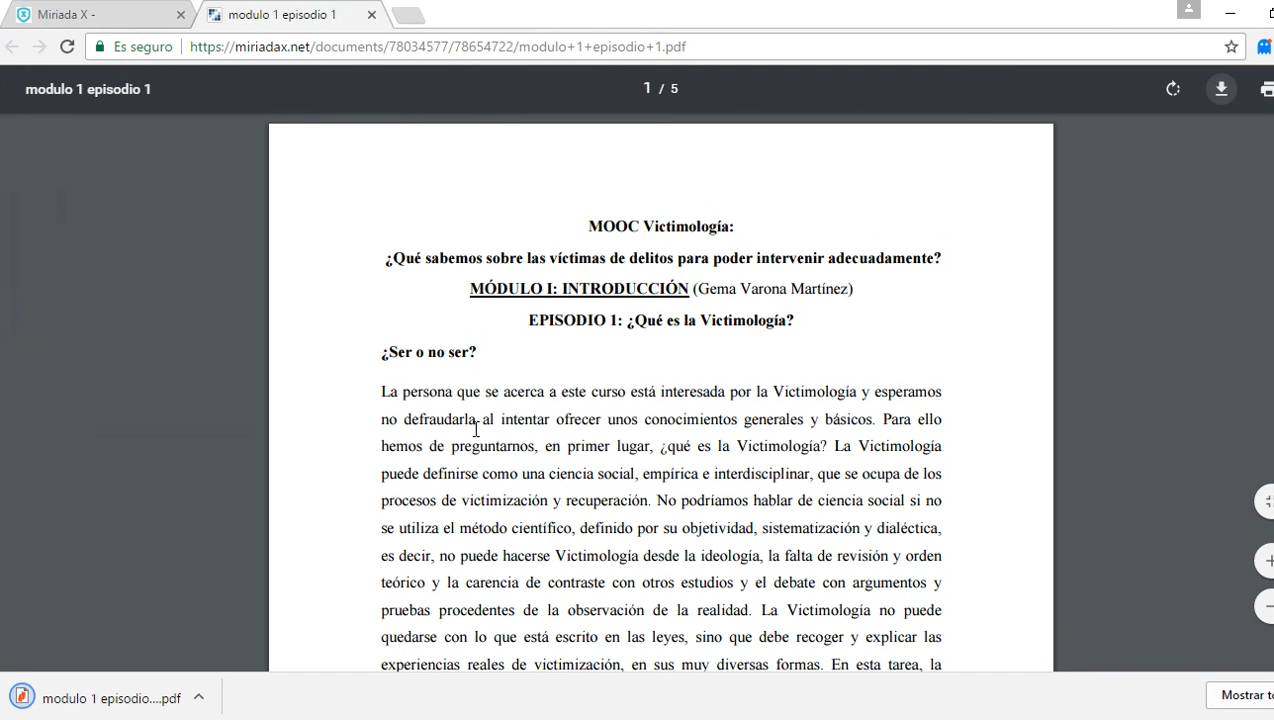 Miriada X -
modulo 1 episodio 1
Es seguro
https://miriadax.net/documents/78034577/78654722/modulo+1+episodio+1.pdf
modulo 1 episodio 1
1 / 5
MOOC Victimología:
¿Qué sabemos sobre las víctimas de delitos para poder intervenir adecuadamente?
MÓDULO I: INTRODUCCIÓN (Gema Varona Martínez)
EPISODIO 1: ¿Qué es la Victimología?
¿Ser o no ser?
La persona que se acerca a este curso está interesada por la Victimología y esperamos
no defraudarla al intentar ofrecer unos conocimientos generales y básicos. Para ello
hemos de preguntarnos, en primer lugar, ¿qué es la Victimología? La Victimología
puede definirse como una ciencia social, empírica e interdisciplinar, que se ocupa de los
procesos de victimización y recuperación. No podríamos hablar de ciencia social si no
se utiliza el método científico, definido por su objetividad, sistematización y dialéctica,
es decir, no puede hacerse Victimología desde la ideología, la falta de revisión y orden
teórico y la carencia de contraste con otros estudios y el debate con argumentos y
pruebas procedentes de la observación de la realidad. La Victimología no puede
quedarse con lo que está escrito en las leyes, sino que debe recoger y explicar las
experiencias reales de victimización, en sus muy diversas formas. En esta tarea, la
modulo 1 episodio....pdf
Mostrar to